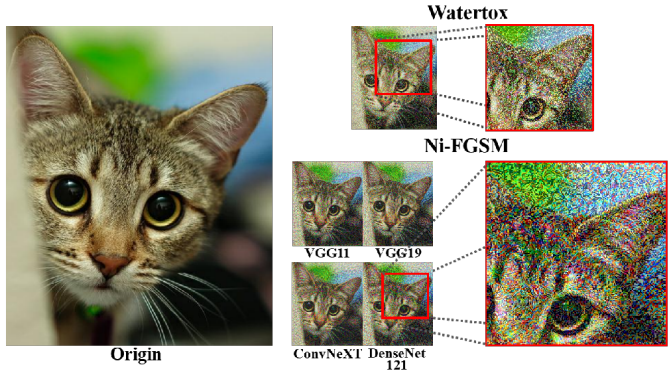 Watertox
Ni-FGSM
VGG11 VGG19
ConvNeXT DenseNet
121
Origin